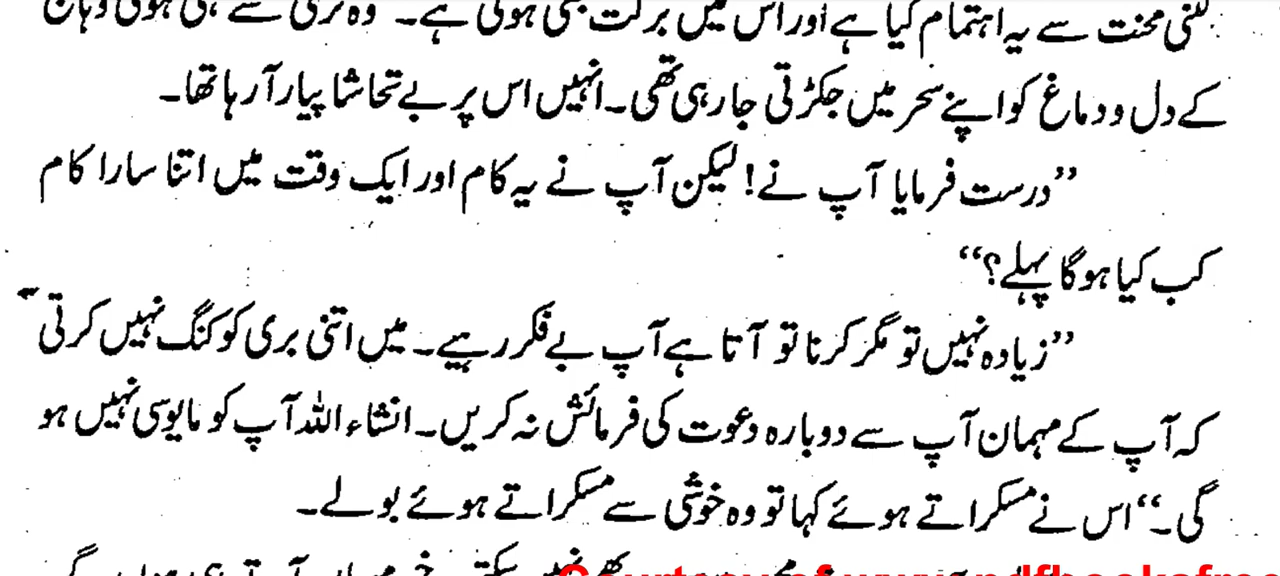 کتنی محنت سے یہ اہتمام کیا ہے اور اس میں برکت بھی ہوتی ہے۔ وہ نرمی سے
کے دل و دماغ کو اپنے سحر میں جکڑتی جا رہی تھی۔ انہیں اس پر بے تحاشا پیار آ رہا تھا۔
”درست فرمایا آپ نے! لیکن آپ نے یہ کام اور ایک وقت میں اتنا سارا کام
کب کیا ہوگا پہلے؟“
”زیادہ نہیں تو مگر کرنا تو آتا ہے آپ بے فکر رہیے۔ میں اتنی بری کوکنگ نہیں کرتی
کہ آپ کے مہمان آپ سے دوبارہ دعوت کی فرمائش نہ کریں۔ انشاء اللہ آپ کو مایوسی نہیں ہو
گی۔“ اس نے مسکراتے ہوئے کہا تو وہ خوشی سے مسکراتے ہوئے بولے۔